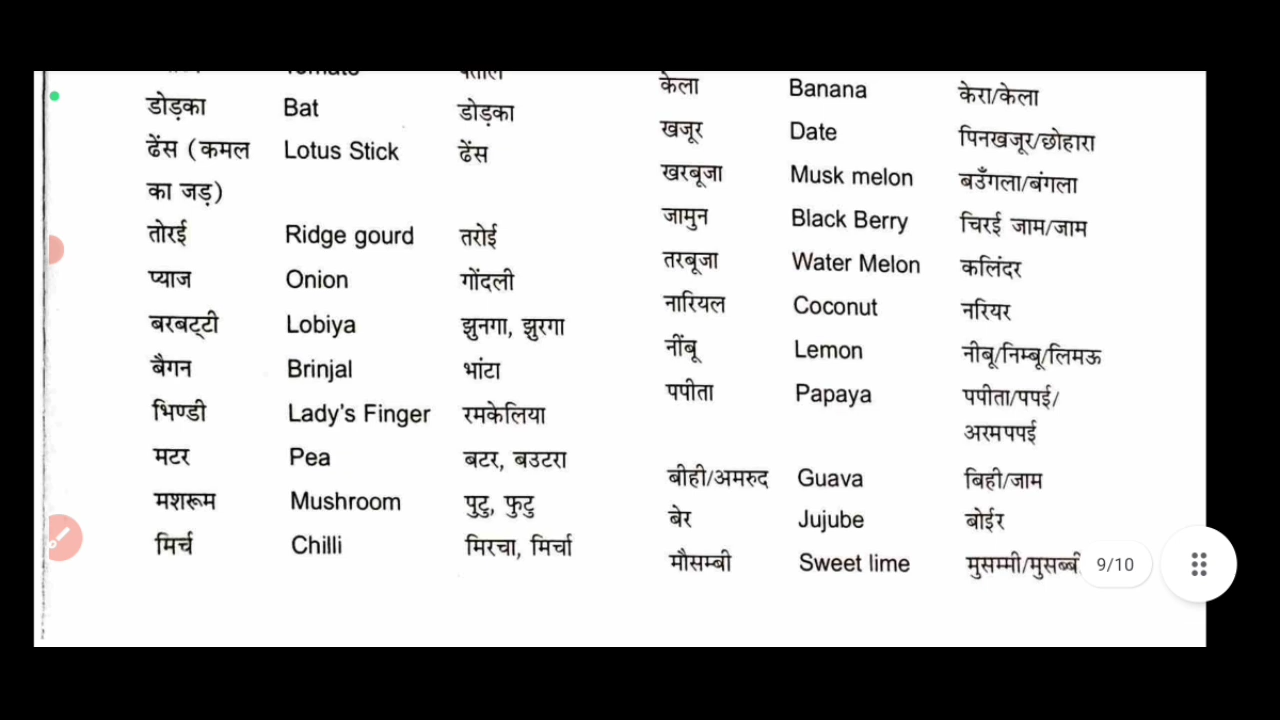 Tomato
डोड़का Bat डोड़का
ढेंस (कमल Lotus Stick ढेंस
का जड़)
तोरई Ridge gourd तरोई
प्याज Onion गोंदली
बरबट्टी Lobiya झुनगा, झुरगा
बैगन Brinjal भांटा
भिण्डी Lady's Finger रमकेलिया
मटर Pea बटर, बउटरा
मशरूम Mushroom पुटु, फुटु
मिर्च Chilli मिरचा, मिर्चा
केला Banana केरा/केला
खजूर Date पिनखजूर/छोहारा
खरबूजा Musk melon बउँगला/बंगला
जामुन Black Berry चिरई जाम/जाम
तरबूजा Water Melon कलिंदर
नारियल Coconut नरियर
नींबू Lemon नीबू/निम्बू/लिमऊ
पपीता Papaya पपीता/पपई/
अरमपपई
बीही/अमरुद Guava बिही/जाम
बेर Jujube बोईर
मौसम्बी Sweet lime मुसम्मी/मुसब्बी
9/10